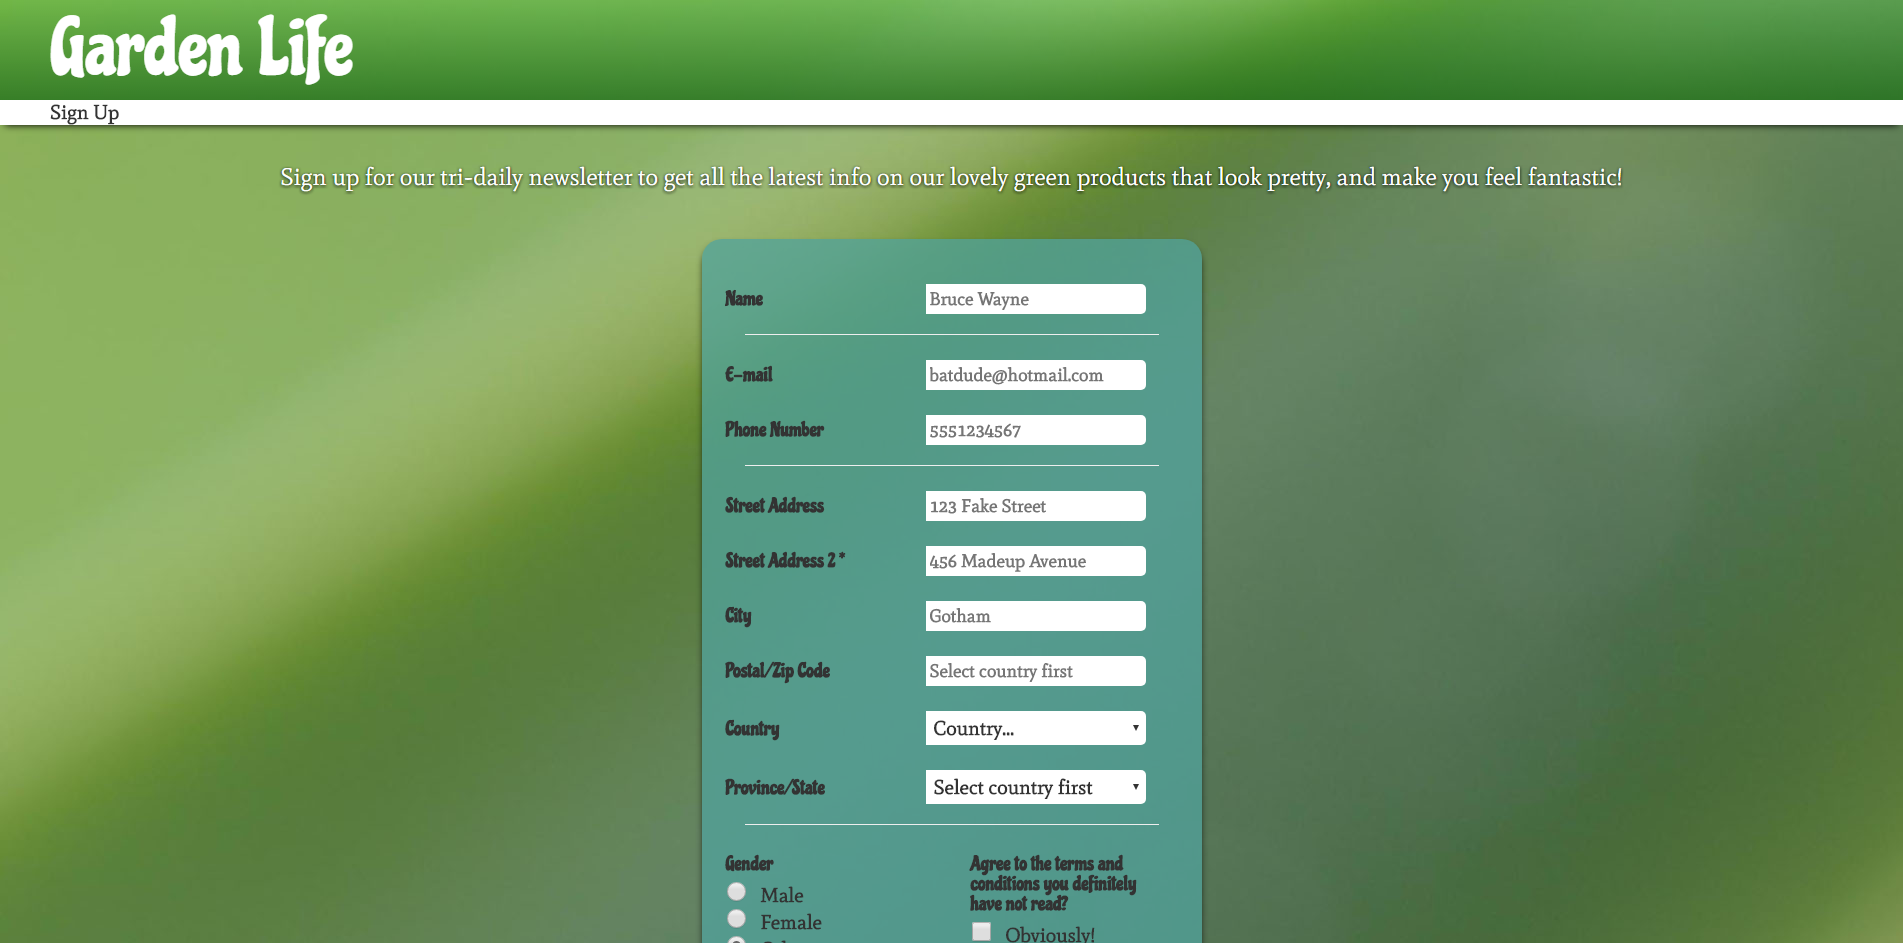 Garden Life
Sign Up
Sign up for our tri-daily newsletter to get all the latest info on our lovely green products that look pretty, and make you feel fantastic!
Name
Bruce Wayne
E-mail
batdude@hotmail.com
Phone Number
5551234567
Street Address
123 Fake Street
Street Address 2 *
456 Madeup Avenue
City
Gotham
Postal/Zip Code
Select country first
Country
Country...
Province/State
Select country first
Gender
Male
Female
Agree to the terms and
conditions you definitely
have not read?
Obviously!